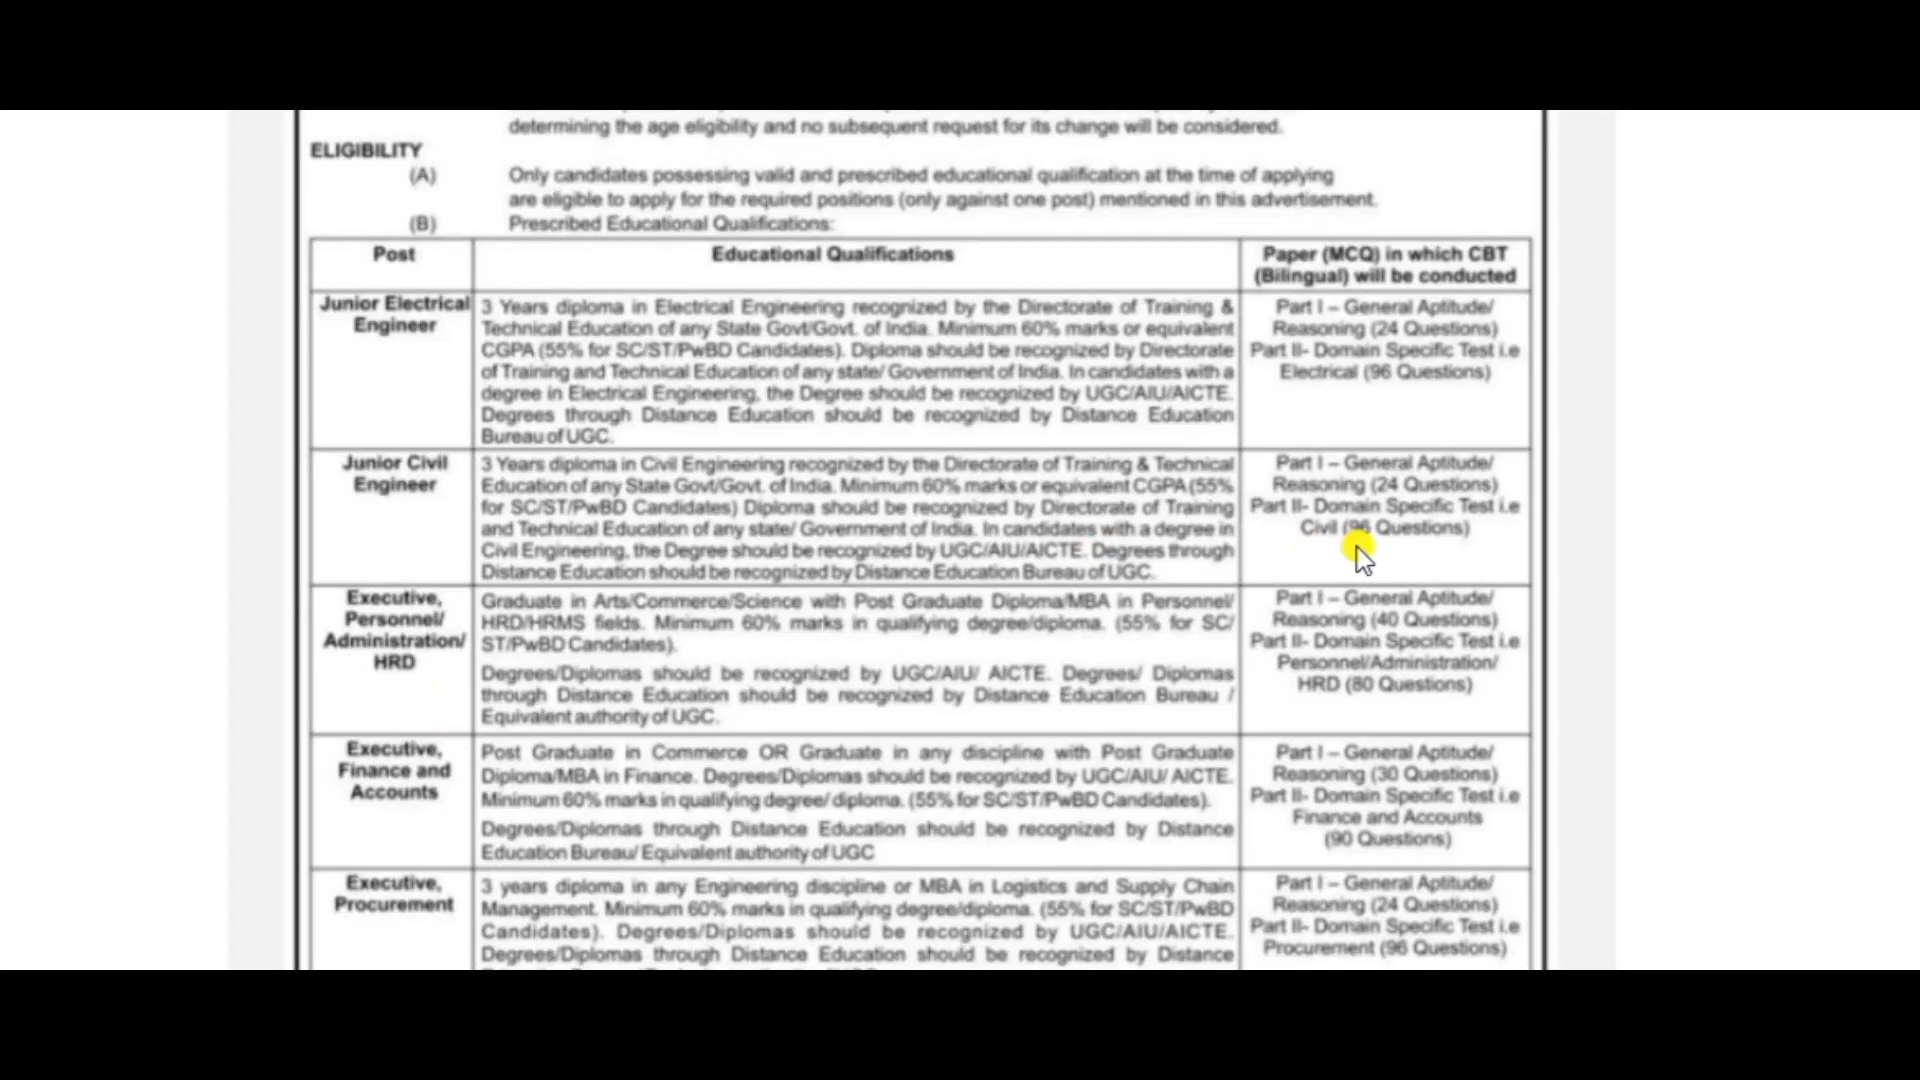 determining the age eligibility and no subsequent request for its change will be considered.
ELIGIBILITY
(A) Only candidates possessing valid and prescribed educational qualification at the time of applying
are eligible to apply for the required positions (only against one post) mentioned in this advertisement.
(B) Prescribed Educational Qualifications:
Post
Educational Qualifications
Paper (MCQ) in which CBT
(Bilingual) will be conducted
Junior Electrical
Engineer
3 Years diploma in Electrical Engineering recognized by the Directorate of Training &
Technical Education of any State Govt/Govt. of India. Minimum 60% marks or equivalent
CGPA (55% for SC/ST/PwBD Candidates). Diploma should be recognized by Directorate
of Training and Technical Education of any state/ Government of India. In candidates with a
degree in Electrical Engineering, the Degree should be recognized by UGC/AIU/AICTE.
Degrees through Distance Education should be recognized by Distance Education
Bureau of UGC.
Part I – General Aptitude/
Reasoning (24 Questions)
Part II- Domain Specific Test i.e
Electrical (96 Questions)
Junior Civil
Engineer
3 Years diploma in Civil Engineering recognized by the Directorate of Training & Technical
Education of any State Govt/Govt. of India. Minimum 60% marks or equivalent CGPA (55%
for SC/ST/PwBD Candidates) Diploma should be recognized by Directorate of Training
and Technical Education of any state/ Government of India. In candidates with a degree in
Civil Engineering, the Degree should be recognized by UGC/AIU/AICTE. Degrees through
Distance Education should be recognized by Distance Education Bureau of UGC.
Part I – General Aptitude/
Reasoning (24 Questions)
Part II- Domain Specific Test i.e
Civil (96 Questions)
Executive,
Personnel/
Administration/
HRD
Graduate in Arts/Commerce/Science with Post Graduate Diploma/MBA in Personnel/
HRD/HRMS fields. Minimum 60% marks in qualifying degree/diploma. (55% for SC/
ST/PwBD Candidates).
Degrees/Diplomas should be recognized by UGC/AIU/ AICTE. Degrees/ Diplomas
through Distance Education should be recognized by Distance Education Bureau /
Equivalent authority of UGC.
Part I – General Aptitude/
Reasoning (40 Questions)
Part II- Domain Specific Test i.e
Personnel/Administration/
HRD (80 Questions)
Executive,
Finance and
Accounts
Post Graduate in Commerce OR Graduate in any discipline with Post Graduate
Diploma/MBA in Finance. Degrees/Diplomas should be recognized by UGC/AIU/ AICTE.
Minimum 60% marks in qualifying degree/ diploma. (55% for SC/ST/PwBD Candidates).
Degrees/Diplomas through Distance Education should be recognized by Distance
Education Bureau/ Equivalent authority of UGC
Part I – General Aptitude/
Reasoning (30 Questions)
Part II- Domain Specific Test i.e
Finance and Accounts
(90 Questions)
Executive,
Procurement
3 years diploma in any Engineering discipline or MBA in Logistics and Supply Chain
Management. Minimum 60% marks in qualifying degree/diploma. (55% for SC/ST/PwBD
Candidates). Degrees/Diplomas should be recognized by UGC/AIU/AICTE.
Degrees/Diplomas through Distance Education should be recognized by Distance
Part I – General Aptitude/
Reasoning (24 Questions)
Part II- Domain Specific Test i.e
Procurement (96 Questions)